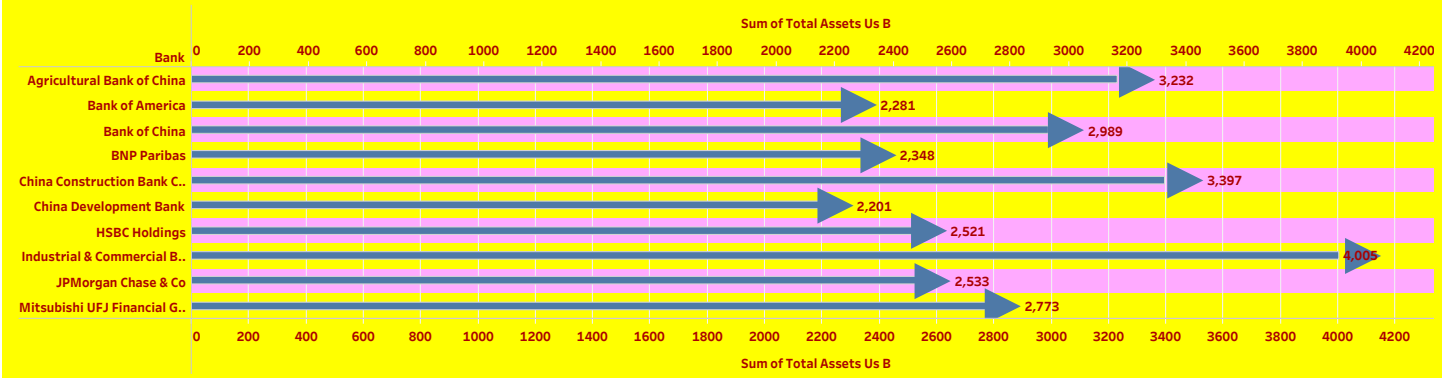 Sum of Total Assets Us B
Bank 0 200 400 600 800 1000 1200 1400 1600 1800 2000 2200 2400 2600 2800 3000 3200 3400 3600 3800 4000 4200
Agricultural Bank of China 3,232
Bank of America 2,281
Bank of China 2,989
BNP Paribas 2,348
China Construction Bank C.. 3,397
China Development Bank 2,201
HSBC Holdings 2,521
Industrial & Commercial B.. 4,005
JPMorgan Chase & Co 2,533
Mitsubishi UFJ Financial G.. 2,773
0 200 400 600 800 1000 1200 1400 1600 1800 2000 2200 2400 2600 2800 3000 3200 3400 3600 3800 4000 4200
Sum of Total Assets Us B